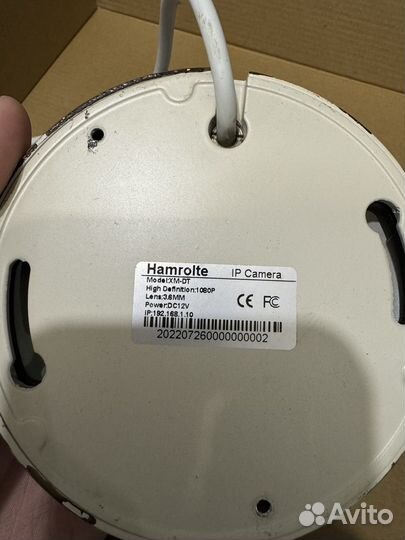 Hamrolte IP Camera
Model:XM-DT
High Definition:1080P
Lens:3.6MM
Power:DC12V
IP:192.168.1.10
CE FC
202207260000000002
Avito